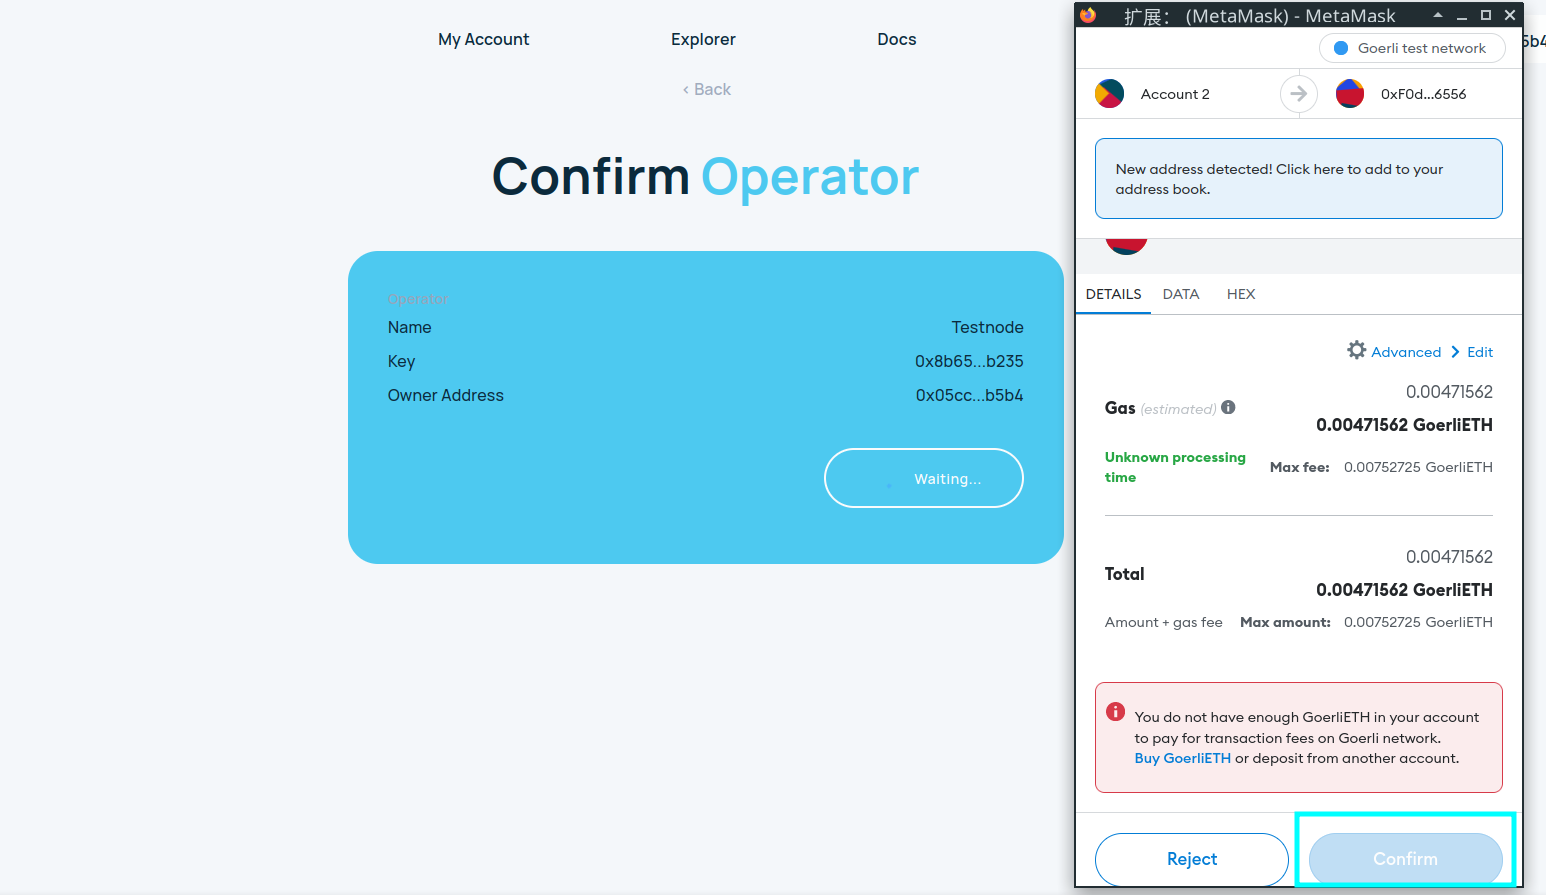 My Account
Explorer
Docs
‹ Back
Confirm Operator
Operator
Name
Testnode
Key
0x8b65...b235
Owner Address
0x05cc...b5b4
Waiting...
扩展： (MetaMask) - MetaMask
5b4
Goerli test network
Account 2
0xF0d...6556
New address detected! Click here to add to your
address book.
DETAILS
DATA
HEX
Advanced
Edit
0.00471562
Gas (estimated)
0.00471562 GoerliETH
Unknown processing
time
Max fee:
0.00752725 GoerliETH
0.00471562
Total
0.00471562 GoerliETH
Amount + gas fee
Max amount:
0.00752725 GoerliETH
You do not have enough GoerliETH in your account
to pay for transaction fees on Goerli network.
Buy GoerliETH or deposit from another account.
Reject
Confirm